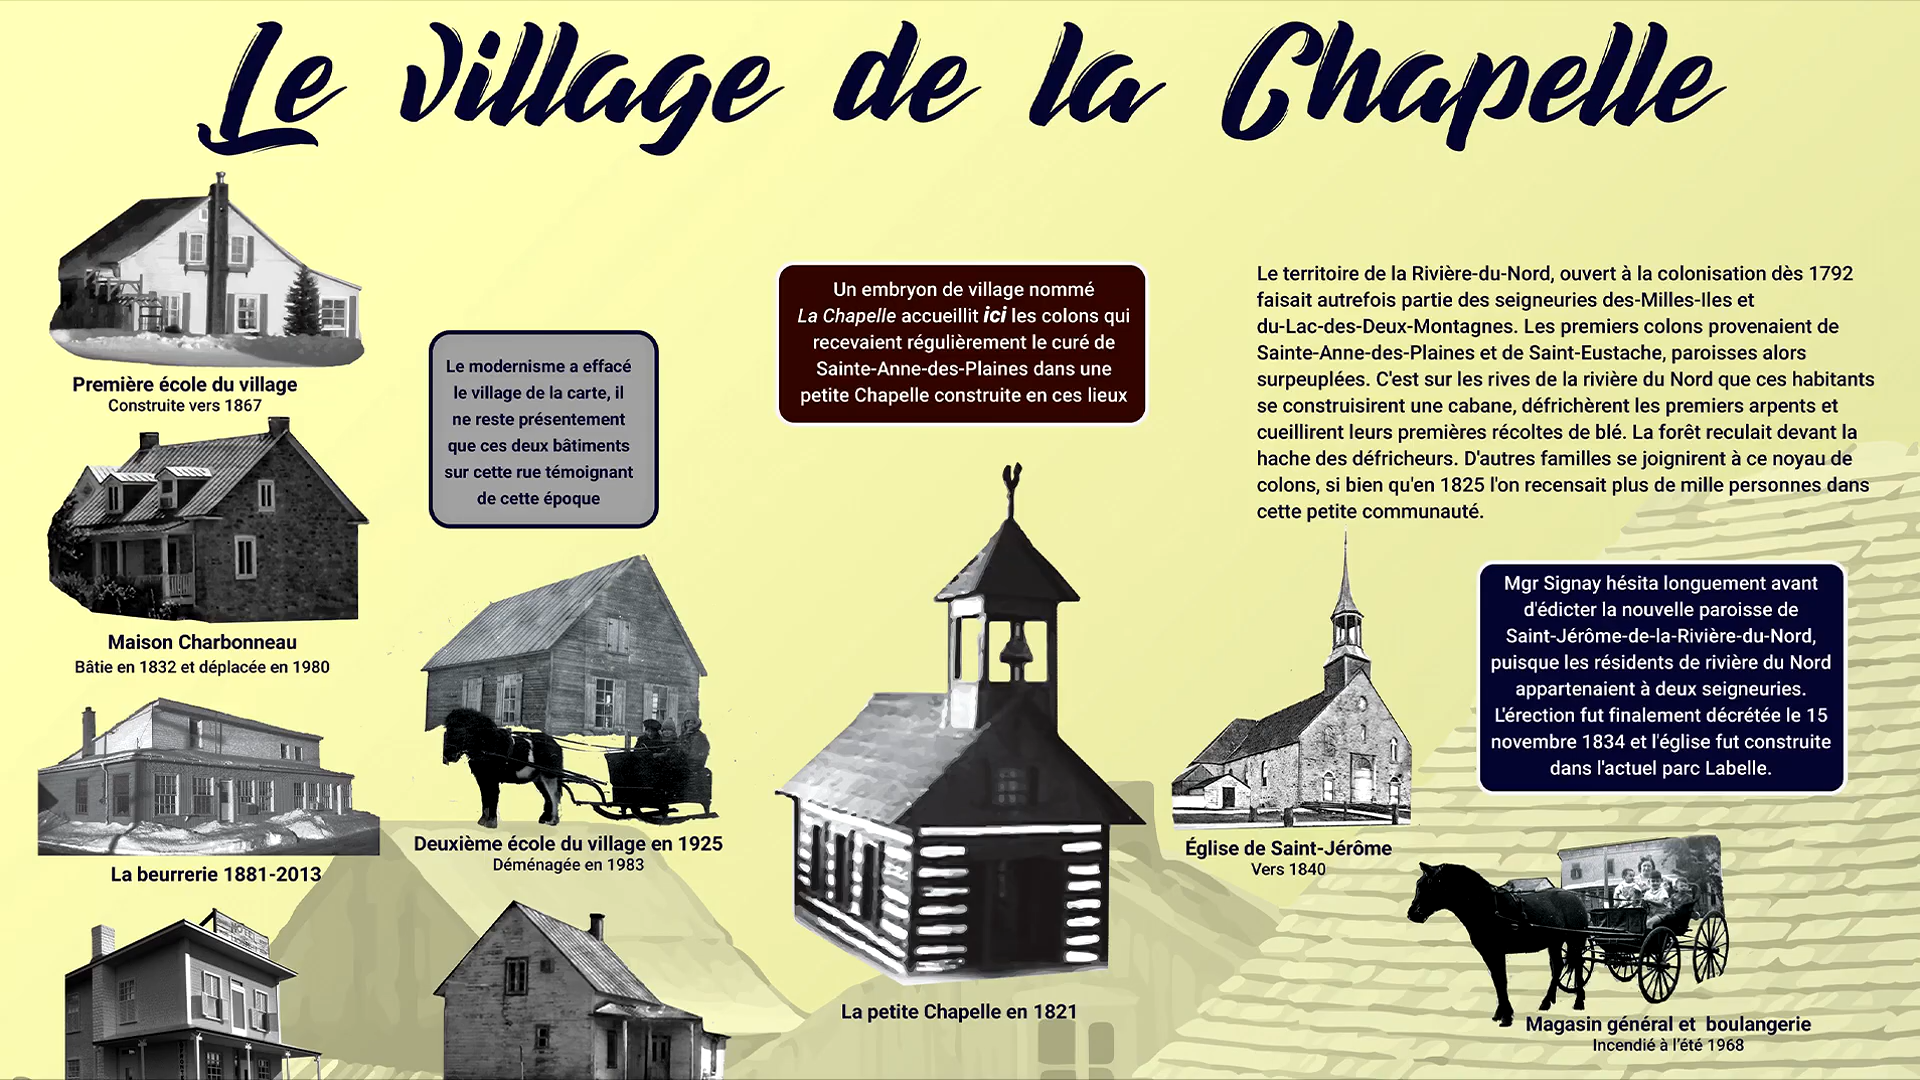 Le village de la Chapelle
Première école du village
Construite vers 1867
Maison Charbonneau
Bâtie en 1832 et déplacée en 1980
La beurrerie 1881-2013
HOTEL
Le modernisme a effacé
le village de la carte, il
ne reste présentement
que ces deux bâtiments
sur cette rue témoignant
de cette époque
Deuxième école du village en 1925
Déménagée en 1983
Un embryon de village nommé
La Chapelle accueillit ici les colons qui
recevaient régulièrement le curé de
Sainte-Anne-des-Plaines dans une
petite Chapelle construite en ces lieux
La petite Chapelle en 1821
Le territoire de la Rivière-du-Nord, ouvert à la colonisation dès 1792
faisait autrefois partie des seigneuries des-Milles-Iles et
du-Lac-des-Deux-Montagnes. Les premiers colons provenaient de
Sainte-Anne-des-Plaines et de Saint-Eustache, paroisses alors
surpeuplées. C'est sur les rives de la rivière du Nord que ces habitants
se construisirent une cabane, défrichèrent les premiers arpents et
cueillirent leurs premières récoltes de blé. La forêt reculait devant la
hache des défricheurs. D'autres familles se joignirent à ce noyau de
colons, si bien qu'en 1825 l'on recensait plus de mille personnes dans
cette petite communauté.
Église de Saint-Jérôme
Vers 1840
Mgr Signay hésita longuement avant
d'édicter la nouvelle paroisse de
Saint-Jérôme-de-la-Rivière-du-Nord,
puisque les résidents de rivière du Nord
appartenaient à deux seigneuries.
L'érection fut finalement décrétée le 15
novembre 1834 et l'église fut construite
dans l'actuel parc Labelle.
Magasin général et boulangerie
Incendié à l'été 1968